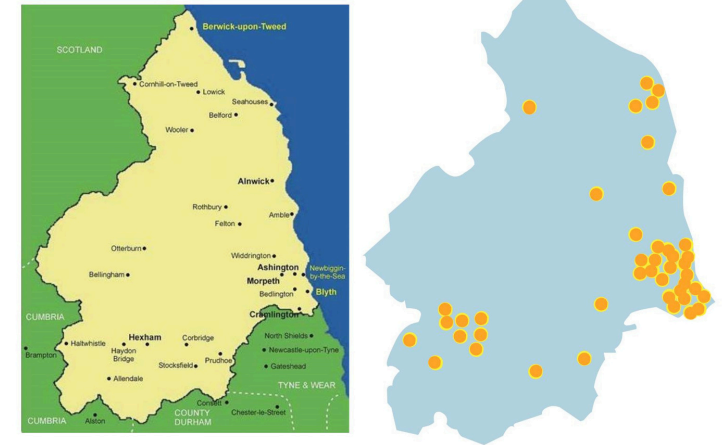 Berwick-upon-Tweed
SCOTLAND
Cornhill-on-Tweed
Lowick
Seahouses
Belford
Wooler
Alnwick
Rothbury
Amble
Felton
Otterburn
Widdrington
Ashington
Newbiggin-
by-the-Sea
Bellingham
Morpeth
Bedlington
Blyth
Cramlington
CUMBRIA
Hexham
Corbridge
North Shields
Haltwhistle
Haydon
Bridge
Newcastle-upon-Tyne
Brampton
Prudhoe
Stocksfield
Gateshead
Allendale
TYNE & WEAR
Consett
COUNTY
DURHAM
Chester-le-Street
CUMBRIA
Alston